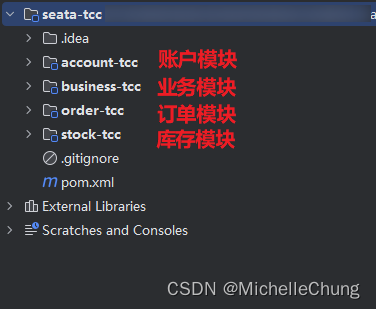 seata-tcc
.idea
account-tcc 账户模块
business-tcc 业务模块
order-tcc 订单模块
stock-tcc 库存模块
.gitignore
m pom.xml
External Libraries
Scratches and Consoles
CSDN @MichelleChung